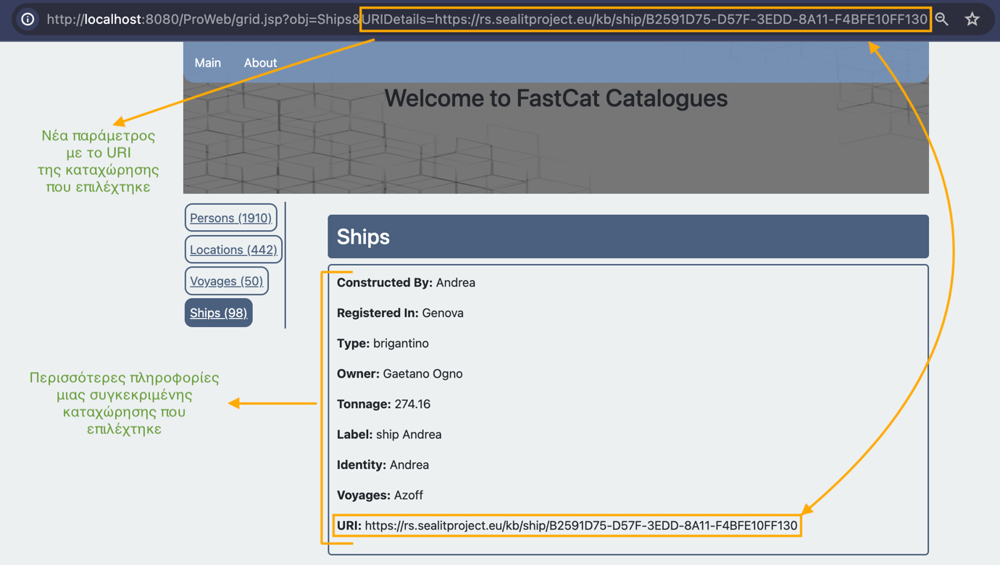 http://localhost:8080/ProWeb/grid.jsp?obj=Ships&URIDetails=https://rs.sealitproject.eu/kb/ship/B2591D75-D57F-3EDD-8A11-F4BFE10FF130
Main About
Welcome to FastCat Catalogues
Νέα παράμετρος
με το URI
της καταχώρησης
που επιλέχτηκε
Persons (1910)
Locations (442)
Voyages (50)
Ships (98)
Ships
Constructed By: Andrea
Registered In: Genova
Type: brigantino
Owner: Gaetano Ogno
Tonnage: 274.16
Label: ship Andrea
Identity: Andrea
Voyages: Azoff
URI: https://rs.sealitproject.eu/kb/ship/B2591D75-D57F-3EDD-8A11-F4BFE10FF130
Περισσότερες πληροφορίες
μιας συγκεκριμένης
καταχώρησης που
επιλέχτηκε